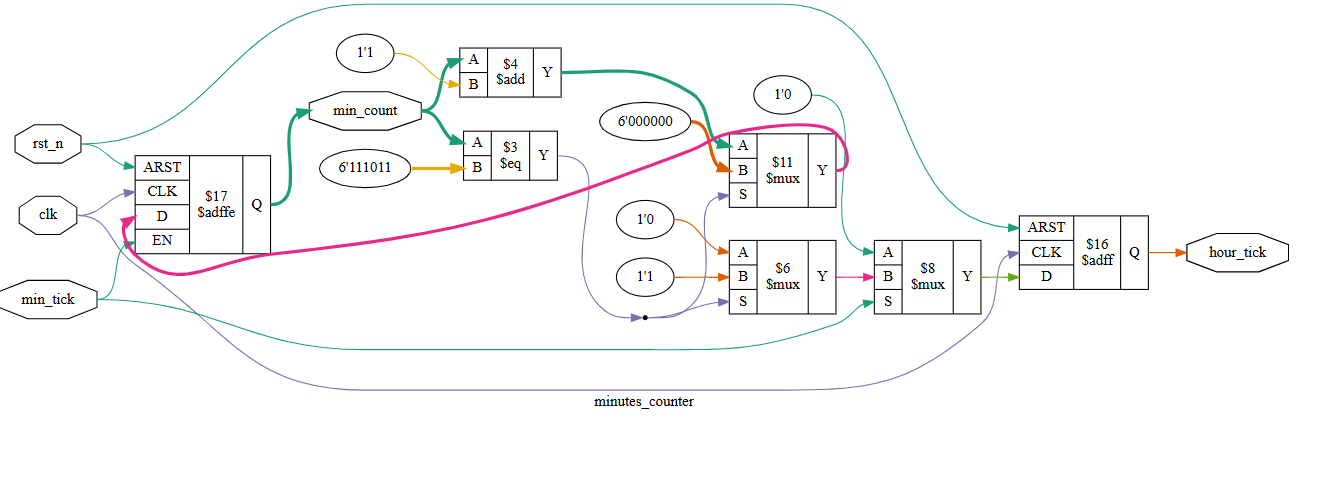 rst_n
clk
min_tick
ARST
CLK
D
EN
$17
$adffe
Q
min_count
1'1
A
B
$4
$add
Y
6'111011
A
B
$3
$eq
Y
6'000000
1'0
A
B
S
$11
$mux
Y
1'0
1'1
A
B
S
$6
$mux
Y
A
B
S
$8
$mux
Y
ARST
CLK
D
$16
$adff
Q
hour_tick
minutes_counter